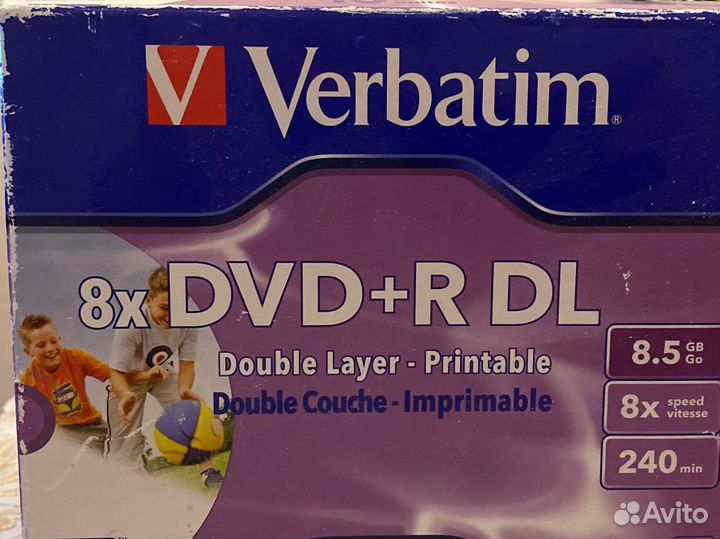 Verbatim®
8x DVD+R DL
Double Layer - Printable
Double Couche - Imprimable
8.5 GB Go
8x speed vitesse
240 min
Avito